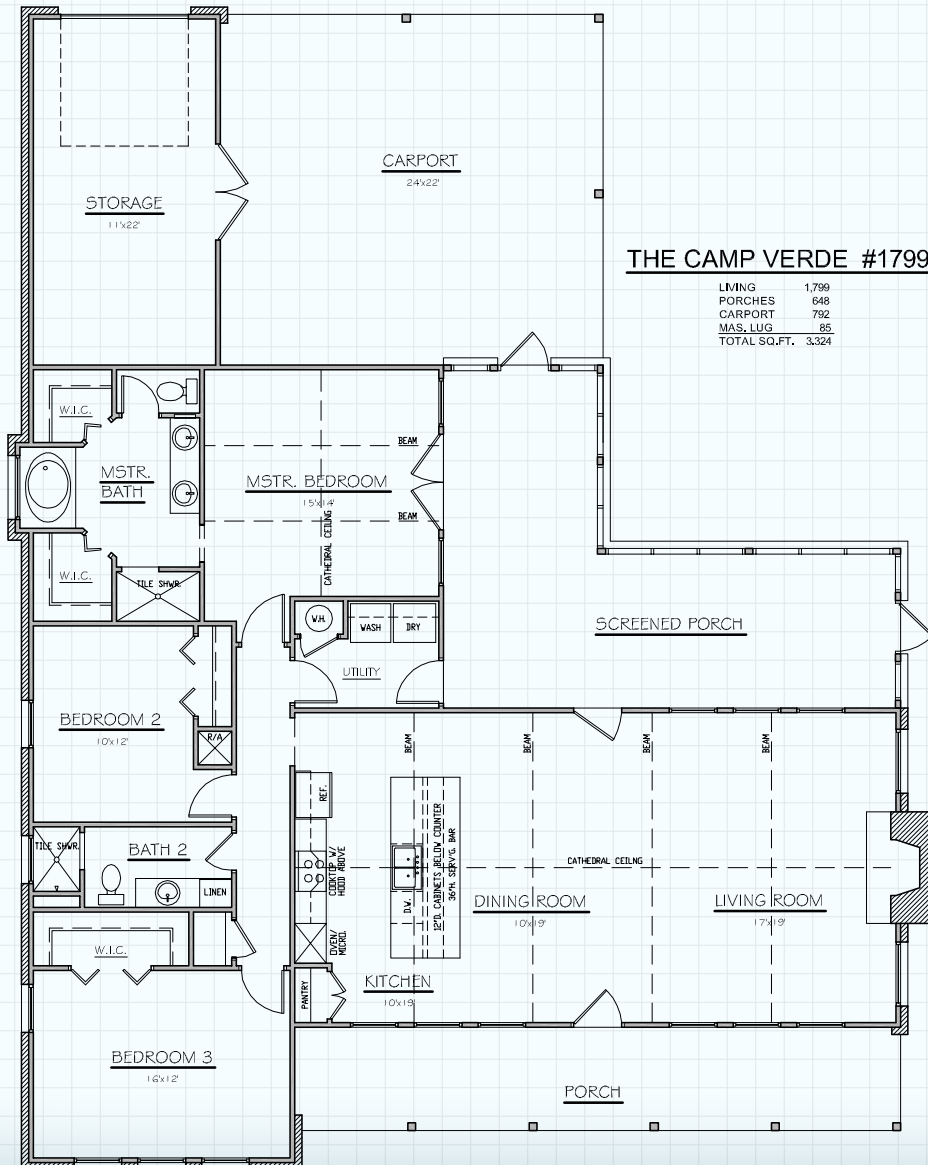 CARPORT
24'x22'
STORAGE
11'x22'
THE CAMP VERDE #1799
LIVING 1,799
PORCHES 648
CARPORT 792
MAS. LUG 85
TOTAL SQ.FT. 3,324
W.I.C.
MSTR.
BATH
W.I.C.
TILE SHWR.
MSTR. BEDROOM
15'x14'
BEAM
BEAM
CATHEDRAL CEILNG
W.H.
WASH
DRY
UTILITY
SCREENED PORCH
BEDROOM 2
10'x12'
R/A
TILE SHWR.
BATH 2
LINEN
W.I.C.
BEDROOM 3
16'x12'
BEAM
BEAM
BEAM
BEAM
REF.
COOKTOP W/
HOOD ABOVE
OVEN/
MICRO.
PANTRY
D.W.
12"D. CABINETS BELOW COUNTER
36"H. SERV'G. BAR
CATHEDRAL CEILNG
KITCHEN
10'x19'
DINING ROOM
10'x19'
LIVING ROOM
17'x19'
PORCH